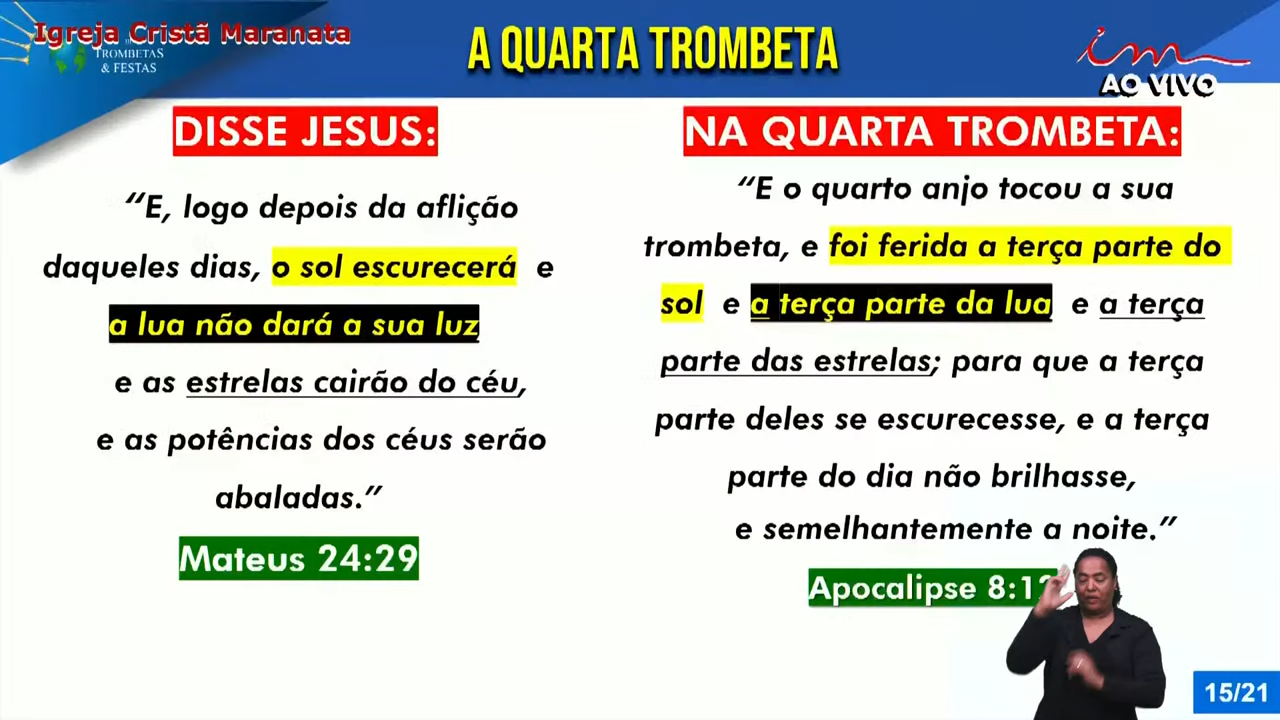 Igreja Cristã Maranata
TROMBETAS
& FESTAS
A QUARTA TROMBETA
im
AO VIVO
DISSE JESUS:
“E, logo depois da aflição
daqueles dias, o sol escurecerá e
a lua não dará a sua luz
e as estrelas cairão do céu,
e as potências dos céus serão
abaladas.”
Mateus 24:29
NA QUARTA TROMBETA:
“E o quarto anjo tocou a sua
trombeta, e foi ferida a terça parte do
sol e a terça parte da lua e a terça
parte das estrelas; para que a terça
parte deles se escurecesse, e a terça
parte do dia não brilhasse,
e semelhantemente a noite.”
Apocalipse
15/21